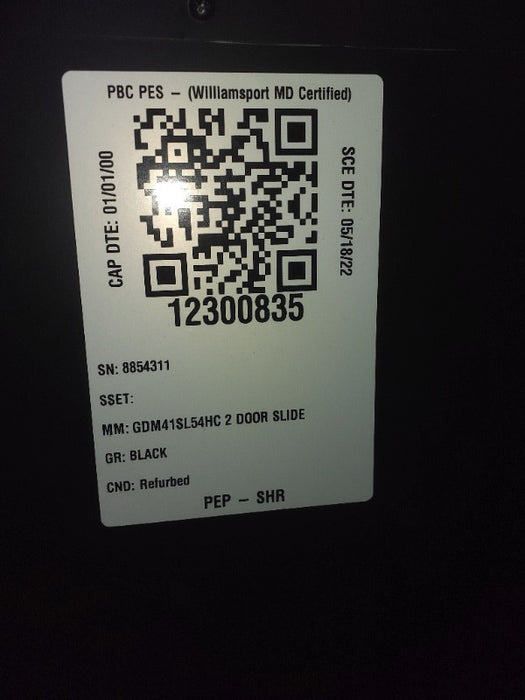 PBC PES – (Williamsport MD Certified)
CAP DTE: 01/01/00
SCE DTE: 05/18/22
12300835
SN: 8854311
SSET:
MM: GDM41SL54HC 2 DOOR SLIDE
GR: BLACK
CND: Refurbed
PEP – SHR